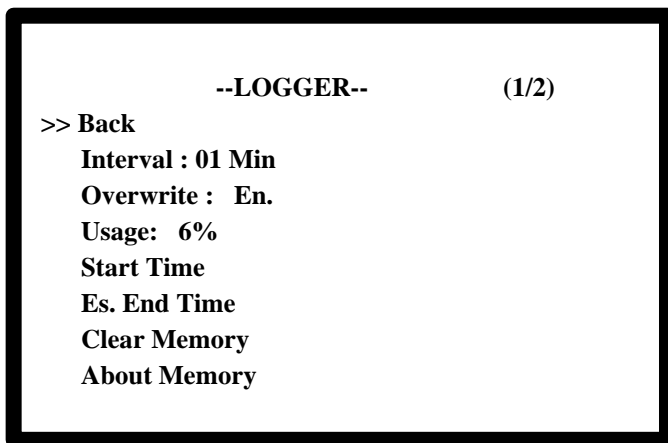 --LOGGER-- (1/2)
>> Back
Interval : 01 Min
Overwrite : En.
Usage: 6%
Start Time
Es. End Time
Clear Memory
About Memory